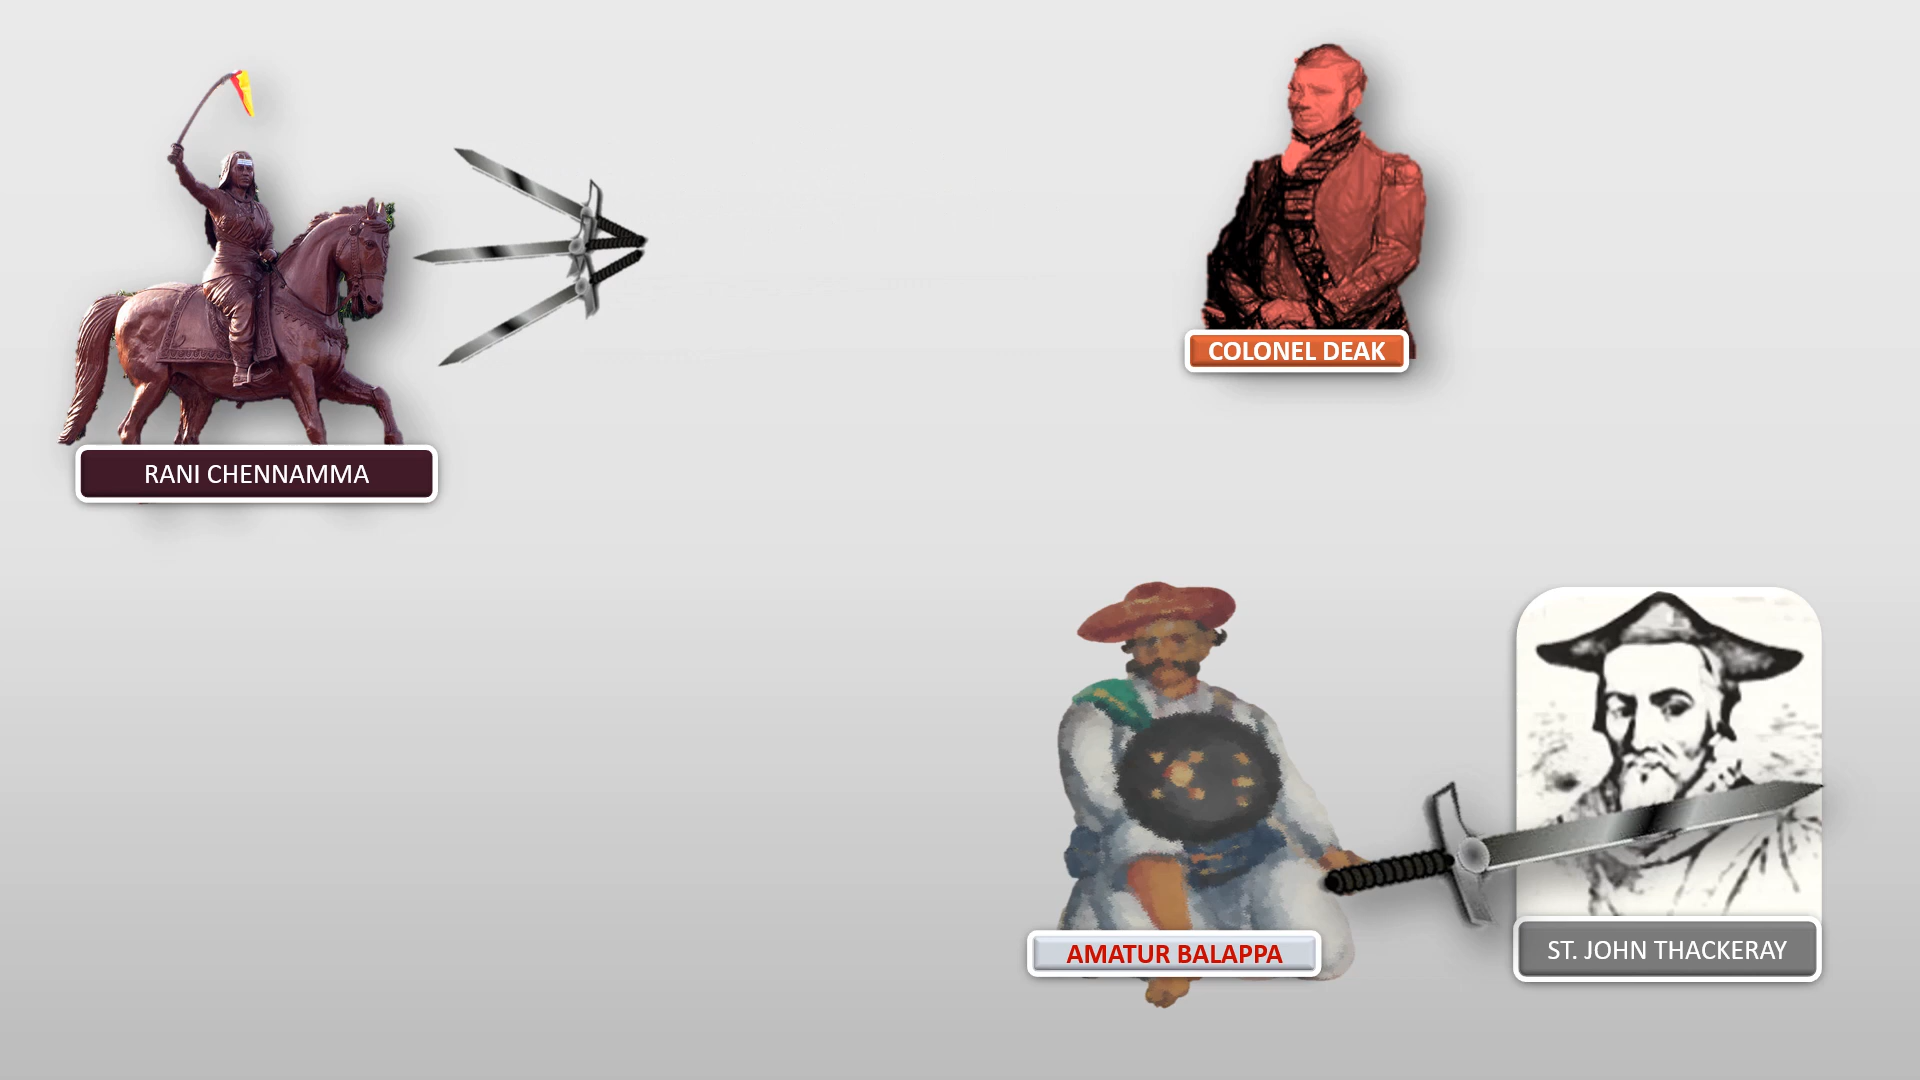 COLONEL DEAK
RANI CHENNAMMA
AMATUR BALAPPA
ST. JOHN THACKERAY